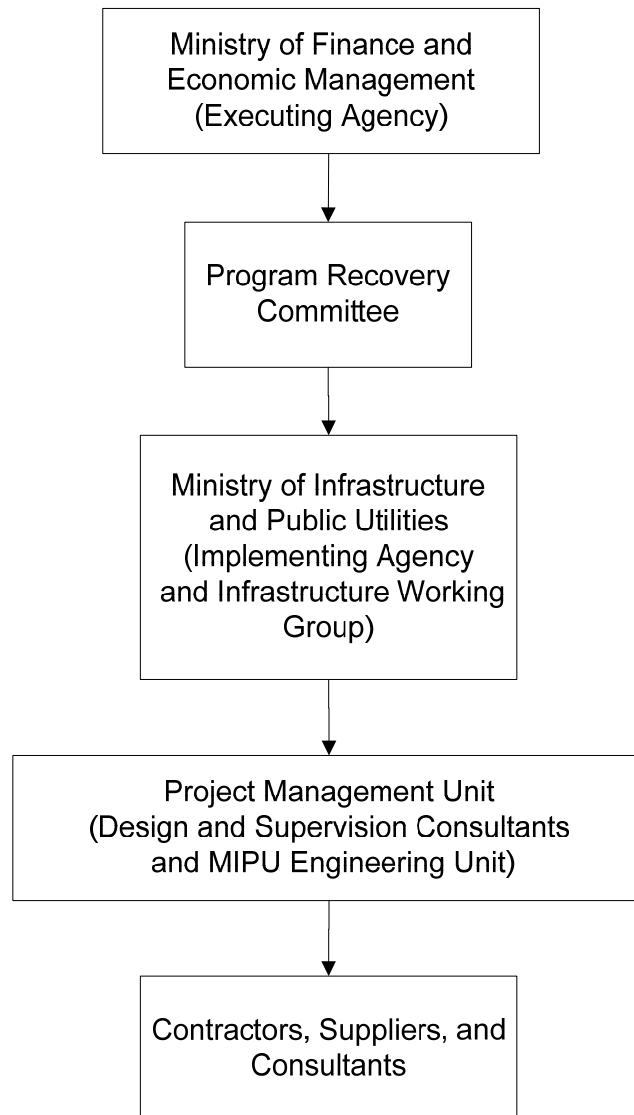 Ministry of Finance and
Economic Management
(Executing Agency)
Program Recovery
Committee
Ministry of Infrastructure
and Public Utilities
(Implementing Agency
and Infrastructure Working
Group)
Project Management Unit
(Design and Supervision Consultants
and MIPU Engineering Unit)
Contractors, Suppliers, and
Consultants